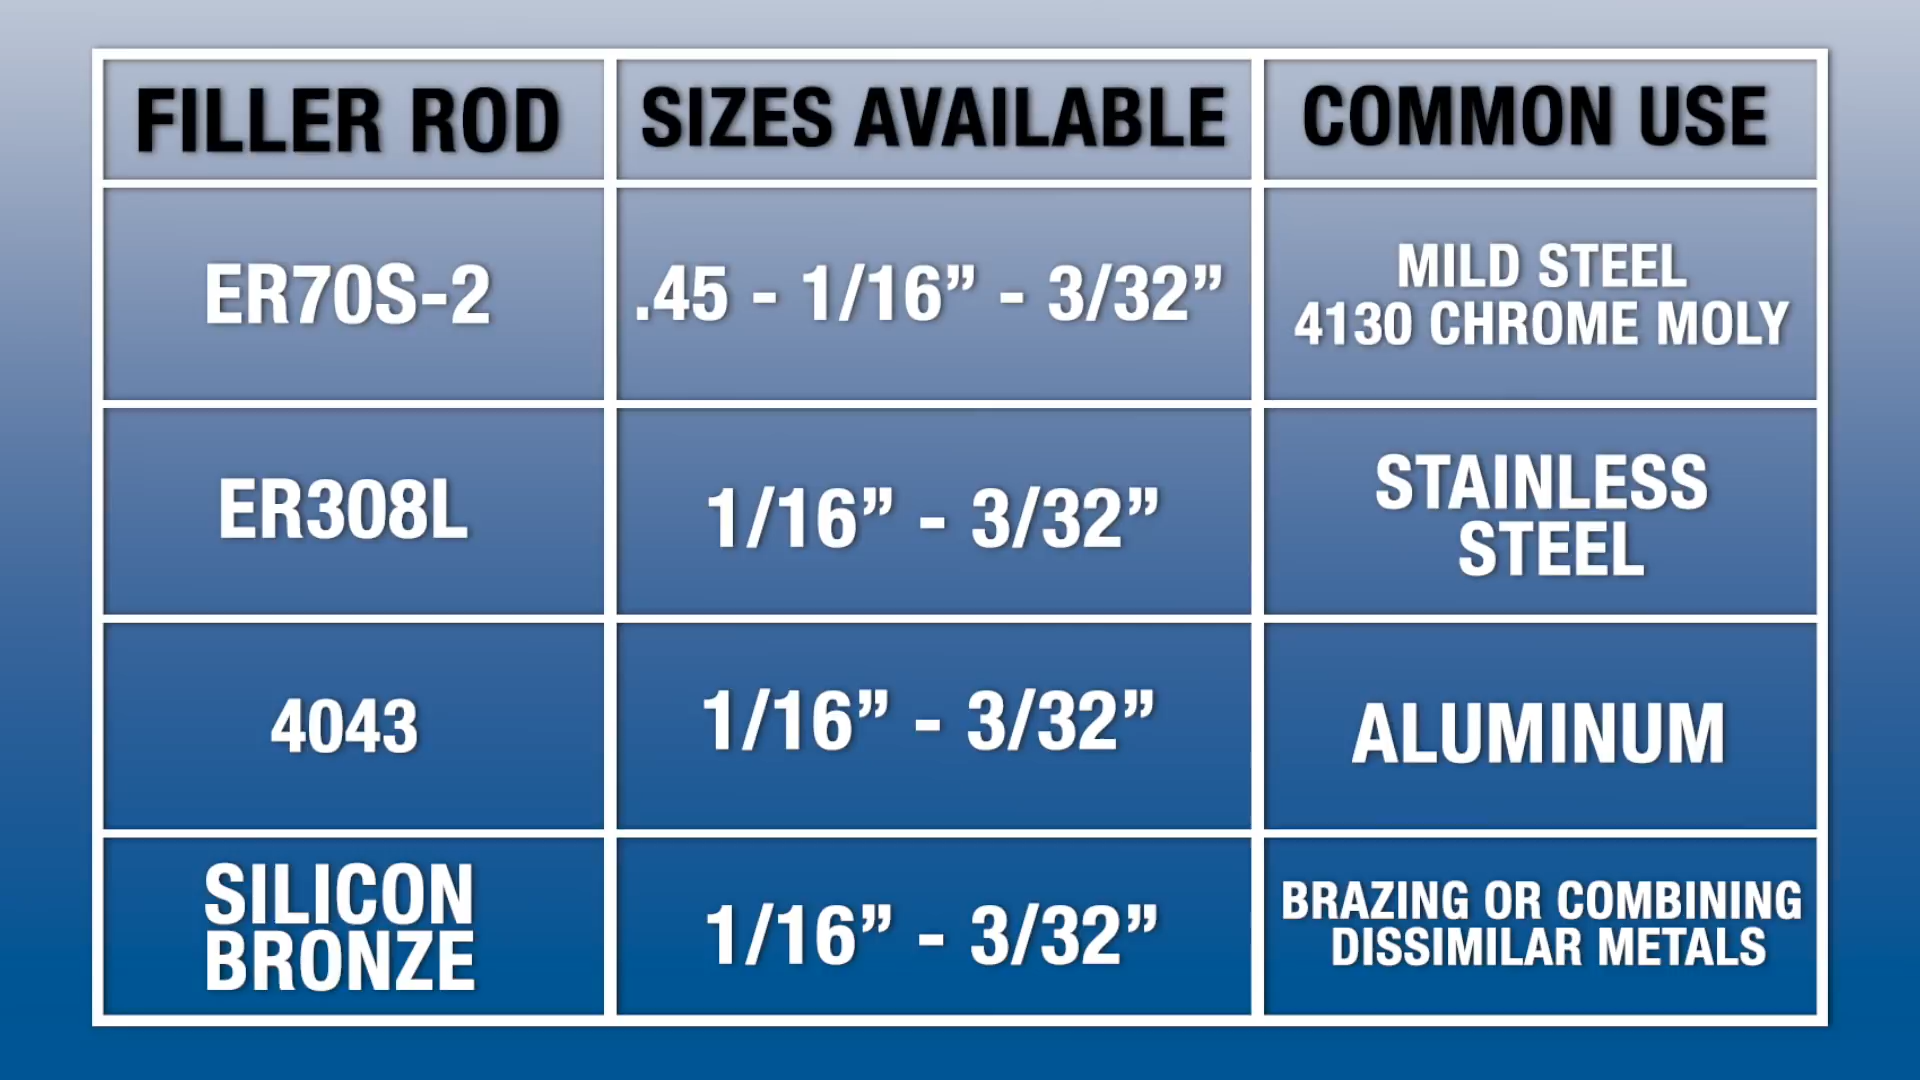 FILLER ROD
SIZES AVAILABLE
COMMON USE
ER70S-2
.45 - 1/16” - 3/32”
MILD STEEL
4130 CHROME MOLY
ER308L
1/16” - 3/32”
STAINLESS
STEEL
4043
1/16” - 3/32”
ALUMINUM
SILICON
BRONZE
1/16” - 3/32”
BRAZING OR COMBINING
DISSIMILAR METALS